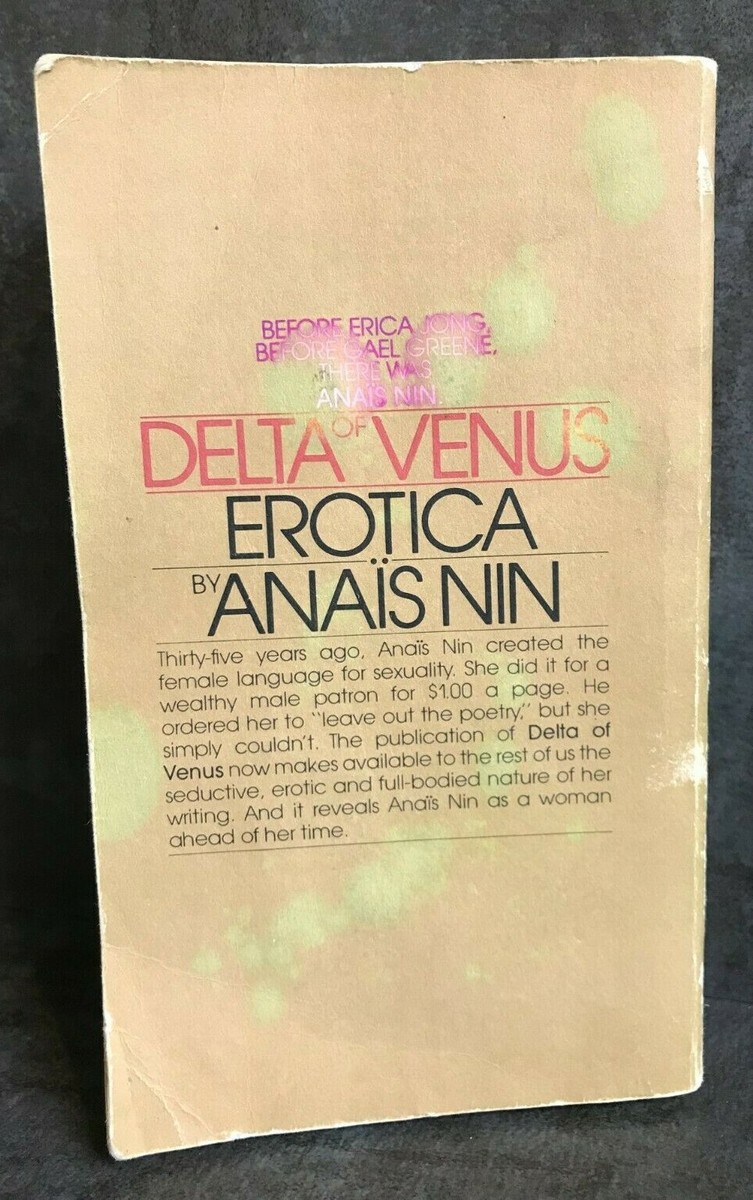 BEFORE ERICA JONG,
BEFORE GAEL GREENE,
THERE WAS
ANAÏS NIN.
DELTA OF VENUS
EROTICA
BY ANAÏS NIN
Thirty-five years ago, Anaïs Nin created the
female language for sexuality. She did it for a
wealthy male patron for $1.00 a page. He
ordered her to "leave out the poetry," but she
simply couldn't. The publication of Delta of
Venus now makes available to the rest of us the
seductive, erotic and full-bodied nature of her
writing. And it reveals Anaïs Nin as a woman
ahead of her time.